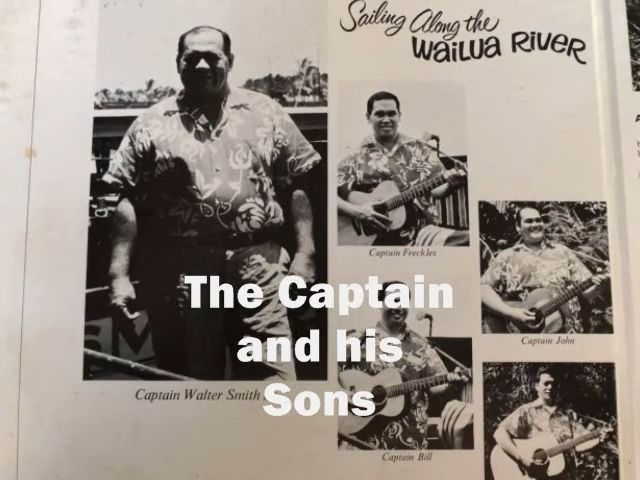 Sailing Along the
WAILUA RIVER
Captain Freckles
The Captain
and his
Sons
Captain John
Captain Walter Smith
Captain Bill